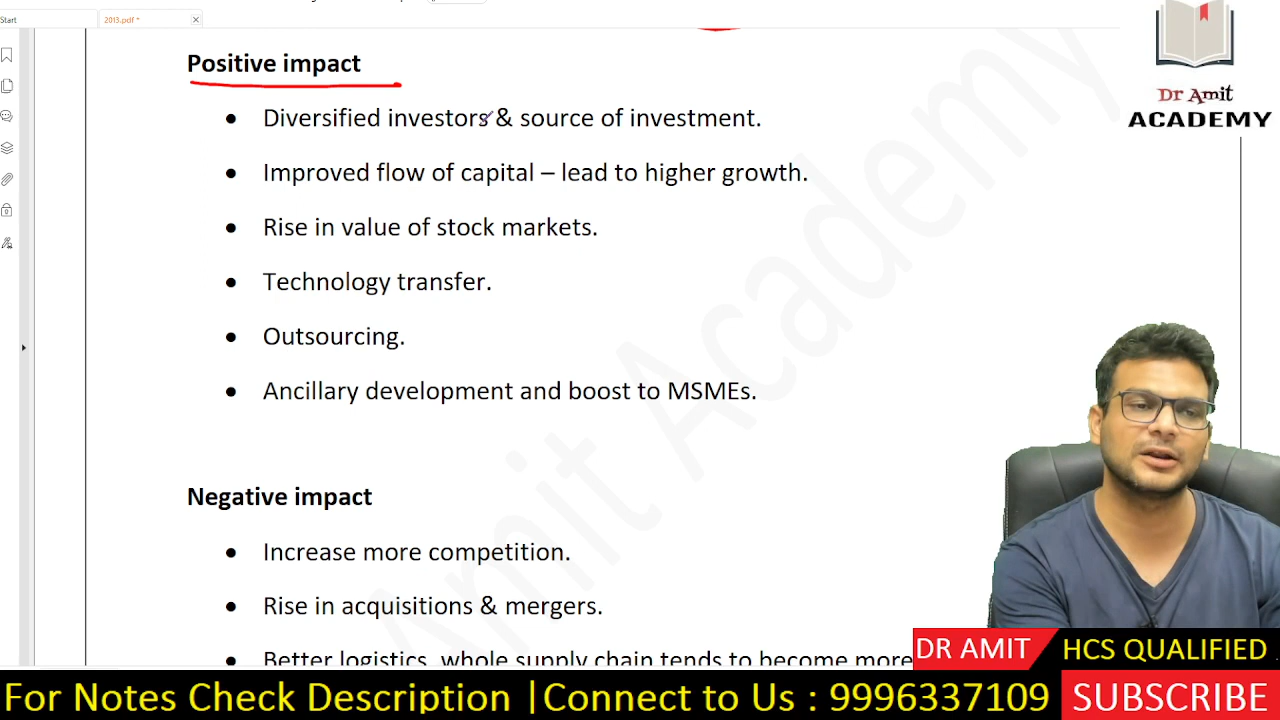 Start
2013.pdf *
Dr Amit
ACADEMY
Positive impact
Diversified investors & source of investment.
Improved flow of capital – lead to higher growth.
Rise in value of stock markets.
Technology transfer.
Outsourcing.
Ancillary development and boost to MSMEs.
Negative impact
Increase more competition.
Rise in acquisitions & mergers.
Better logistics, whole supply chain tends to become more
Amit Academy
DR AMIT
HCS QUALIFIED
For Notes Check Description | Connect to Us : 9996337109
SUBSCRIBE